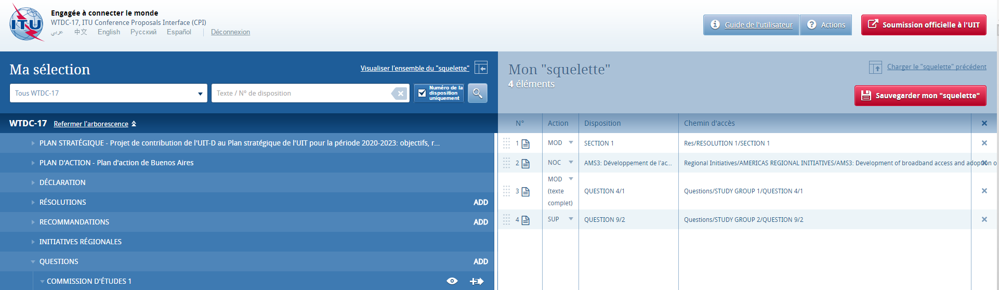 ITU
Engagée à connecter le monde
WTDC-17, ITU Conference Proposals Interface (CPI)
عربي 中文 English Русский Español Déconnexion
Guide de l'utilisateur
Actions
Soumission officielle à l'UIT
Ma sélection
Visualiser l'ensemble du "squelette"
Tous WTDC-17
Texte / N° de disposition
Numéro de la
disposition
uniquement
Mon "squelette"
4 éléments
Charger le "squelette" précédent
Sauvegarder mon "squelette"
WTDC-17 Refermer l'arborescence
PLAN STRATÉGIQUE - Projet de contribution de l'UIT-D au Plan stratégique de l'UIT pour la période 2020-2023: objectifs, r...
PLAN D'ACTION - Plan d'action de Buenos Aires
DÉCLARATION
RÉSOLUTIONS ADD
RECOMMANDATIONS ADD
INITIATIVES RÉGIONALES
QUESTIONS ADD
COMMISSION D'ÉTUDES 1
N° Action Disposition Chemin d'accès
1 MOD SECTION 1 Res/RESOLUTION 1/SECTION 1
2 NOC AMS3: Développement de l'ac... Regional Initiatives/AMERICAS REGIONAL INITIATIVES/AMS3: Development of broadband access and adoption o
3 MOD (texte complet) QUESTION 4/1 Questions/STUDY GROUP 1/QUESTION 4/1
4 SUP QUESTION 9/2 Questions/STUDY GROUP 2/QUESTION 9/2